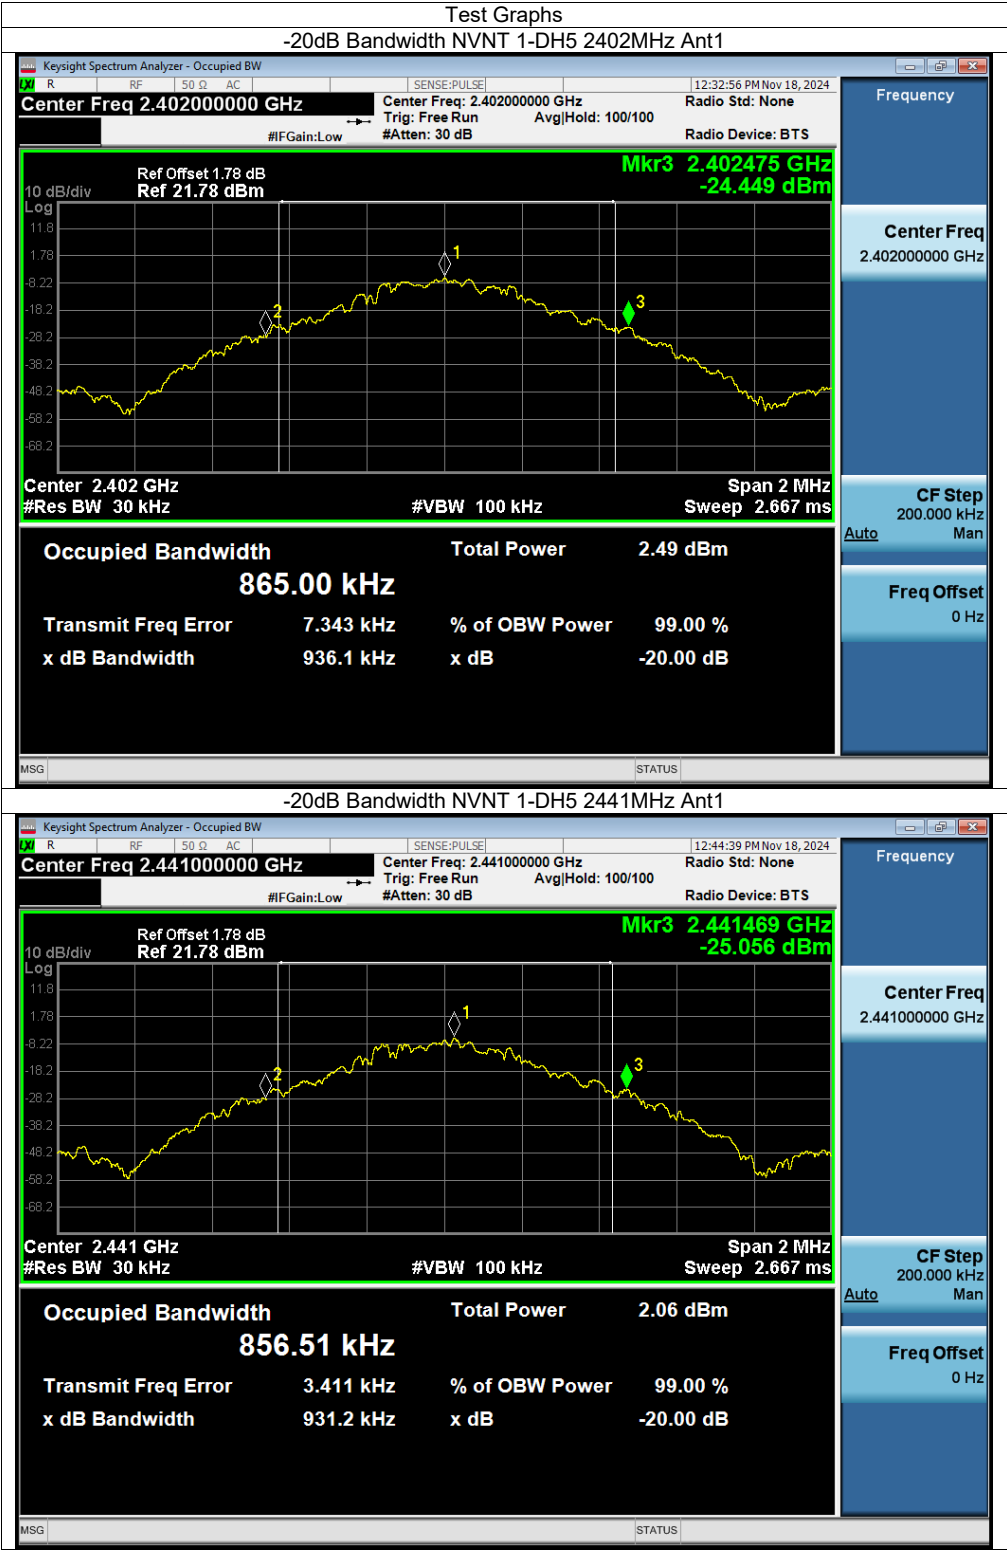 Test Graphs
-20dB Bandwidth NVNT 1-DH5 2402MHz Ant1
Keysight Spectrum Analyzer - Occupied BW
LXI R RF 50 Ω AC SENSE:PULSE 12:32:56 PM Nov 18, 2024
Center Freq 2.402000000 GHz Center Freq: 2.402000000 GHz Radio Std: None
Trig: Free Run Avg|Hold: 100/100
#IFGain:Low #Atten: 30 dB Radio Device: BTS
Frequency
Mkr3 2.402475 GHz
-24.449 dBm
Ref Offset 1.78 dB
10 dB/div Ref 21.78 dBm
Log
11.8
1.78
-8.22
-18.2
-28.2
-38.2
-48.2
-58.2
-68.2
1
2
3
Center 2.402 GHz Span 2 MHz
#Res BW 30 kHz #VBW 100 kHz Sweep 2.667 ms
Center Freq
2.402000000 GHz
CF Step
200.000 kHz
Auto Man
Freq Offset
0 Hz
Occupied Bandwidth Total Power 2.49 dBm
865.00 kHz
Transmit Freq Error 7.343 kHz % of OBW Power 99.00 %
x dB Bandwidth 936.1 kHz x dB -20.00 dB
MSG STATUS
-20dB Bandwidth NVNT 1-DH5 2441MHz Ant1
Keysight Spectrum Analyzer - Occupied BW
LXI R RF 50 Ω AC SENSE:PULSE 12:44:39 PM Nov 18, 2024
Center Freq 2.441000000 GHz Center Freq: 2.441000000 GHz Radio Std: None
Trig: Free Run Avg|Hold: 100/100
#IFGain:Low #Atten: 30 dB Radio Device: BTS
Frequency
Mkr3 2.441469 GHz
-25.056 dBm
Ref Offset 1.78 dB
10 dB/div Ref 21.78 dBm
Log
11.8
1.78
-8.22
-18.2
-28.2
-38.2
-48.2
-58.2
-68.2
1
2
3
Center 2.441 GHz Span 2 MHz
#Res BW 30 kHz #VBW 100 kHz Sweep 2.667 ms
Center Freq
2.441000000 GHz
CF Step
200.000 kHz
Auto Man
Freq Offset
0 Hz
Occupied Bandwidth Total Power 2.06 dBm
856.51 kHz
Transmit Freq Error 3.411 kHz % of OBW Power 99.00 %
x dB Bandwidth 931.2 kHz x dB -20.00 dB
MSG STATUS